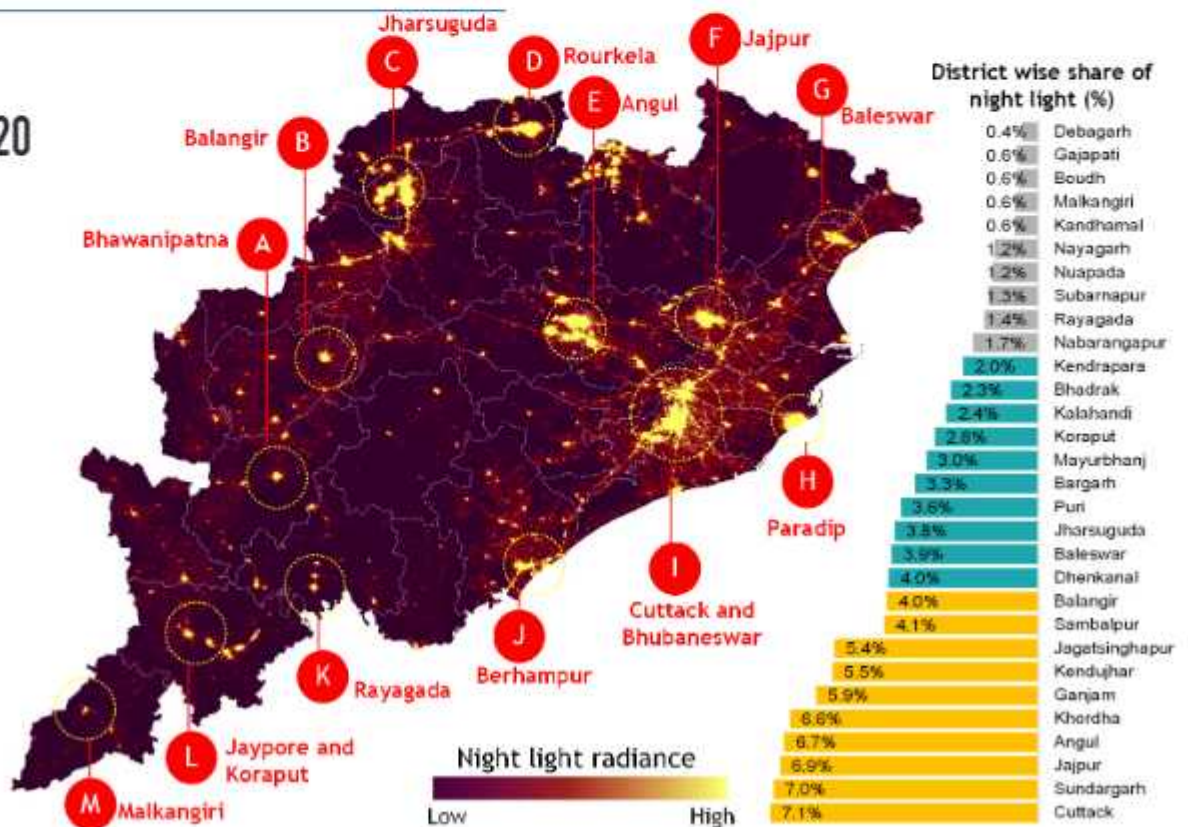 20
Jharsuguda
C
D
Rourkela
E
Angul
F
Jajpur
G
Baleswar
Balangir
B
Bhawanipatna
A
H
Paradip
I
Cuttack and
Bhubaneswar
J
Berhampur
K
Rayagada
L
Jaypore and
Koraput
M
Malkangiri
Night light radiance
Low
High
District wise share of
night light (%)
0.4% Debagarh
0.6% Gajapati
0.6% Boudh
0.6% Malkangiri
0.6% Kandhamal
1.2% Nayagarh
1.2% Nuapada
1.3% Subarnapur
1.4% Rayagada
1.7% Nabarangapur
2.0% Kendrapara
2.3% Bhadrak
2.4% Kalahandi
2.8% Koraput
3.0% Mayurbhanj
3.3% Bargarh
3.6% Puri
3.8% Jharsuguda
3.9% Baleswar
4.0% Dhenkanal
4.0% Balangir
4.1% Sambalpur
5.4% Jagatsinghapur
5.5% Kendujhar
5.9% Ganjam
6.6% Khordha
6.7% Angul
6.9% Jajpur
7.0% Sundargarh
7.1% Cuttack